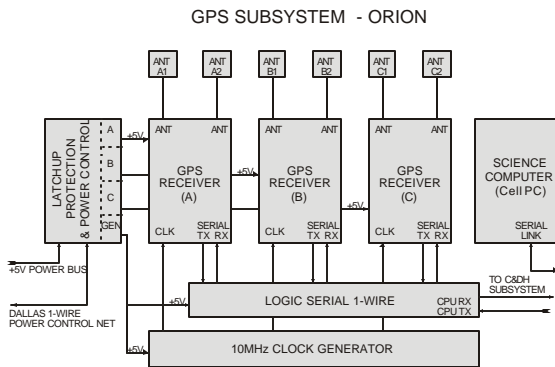 GPS SUBSYSTEM - ORION
ANT A1
ANT A2
ANT B1
ANT B2
ANT C1
ANT C2
LATCHUP
PROTECTION
& POWER CONTROL
A
B
C
GEN
+5V
ANT
ANT
GPS
RECEIVER
(A)
SERIAL
CLK
TX RX
+5V
ANT
ANT
GPS
RECEIVER
(B)
SERIAL
CLK
TX RX
+5V
ANT
ANT
GPS
RECEIVER
(C)
SERIAL
CLK
TX RX
SCIENCE
COMPUTER
(Cell PC)
SERIAL
LINK
+5V POWER BUS
DALLAS 1-WIRE
POWER CONTROL NET
+5V
LOGIC SERIAL 1-WIRE
CPU RX
CPU TX
TO C&DH
SUBSYSTEM
+5V
10MHz CLOCK GENERATOR